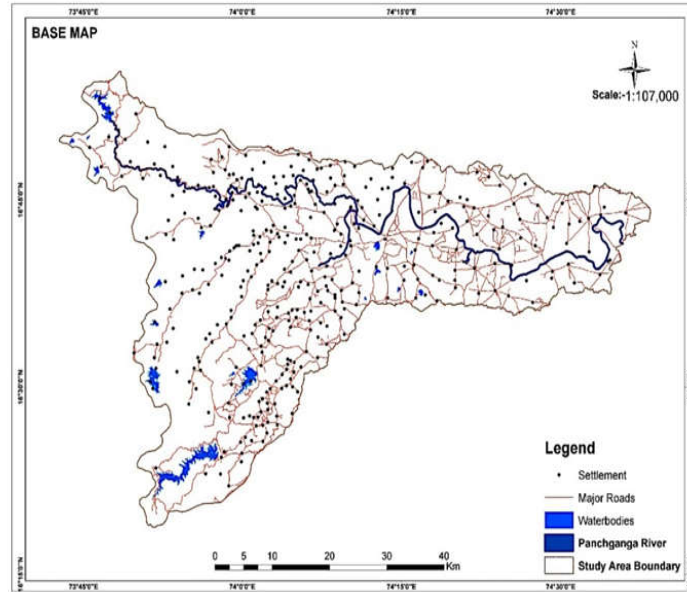 73°45'0"E 74°0'0"E 74°15'0"E 74°30'0"E
BASE MAP
N
Scale:-1:107,000
Legend
Settlement
Major Roads
Waterbodies
Panchganga River
Study Area Boundary
0 5 10 20 30 40
Km
73°45'0"E 74°0'0"E 74°15'0"E 74°30'0"E